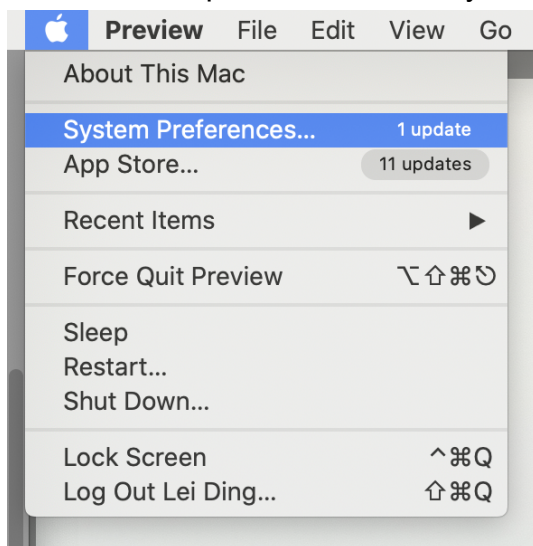 Preview File Edit View Go
About This Mac
System Preferences... 1 update
App Store... 11 updates
Recent Items ▶
Force Quit Preview ⌥⇧⌘⎋
Sleep
Restart...
Shut Down...
Lock Screen ^⌘Q
Log Out Lei Ding... ⇧⌘Q